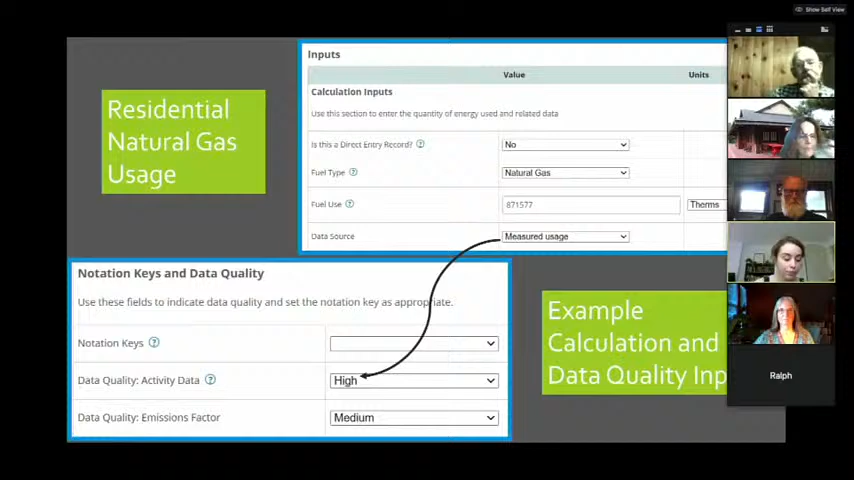 Show Self View
Residential
Natural Gas
Usage
Inputs
Value Units
Calculation Inputs
Use this section to enter the quantity of energy used and related data
Is this a Direct Entry Record? ? No
Fuel Type ? Natural Gas
Fuel Use ? 871577 Therms
Data Source Measured usage
Notation Keys and Data Quality
Use these fields to indicate data quality and set the notation key as appropriate.
Notation Keys ?
Data Quality: Activity Data ? High
Data Quality: Emissions Factor Medium
Example
Calculation and
Data Quality Inp
Ralph